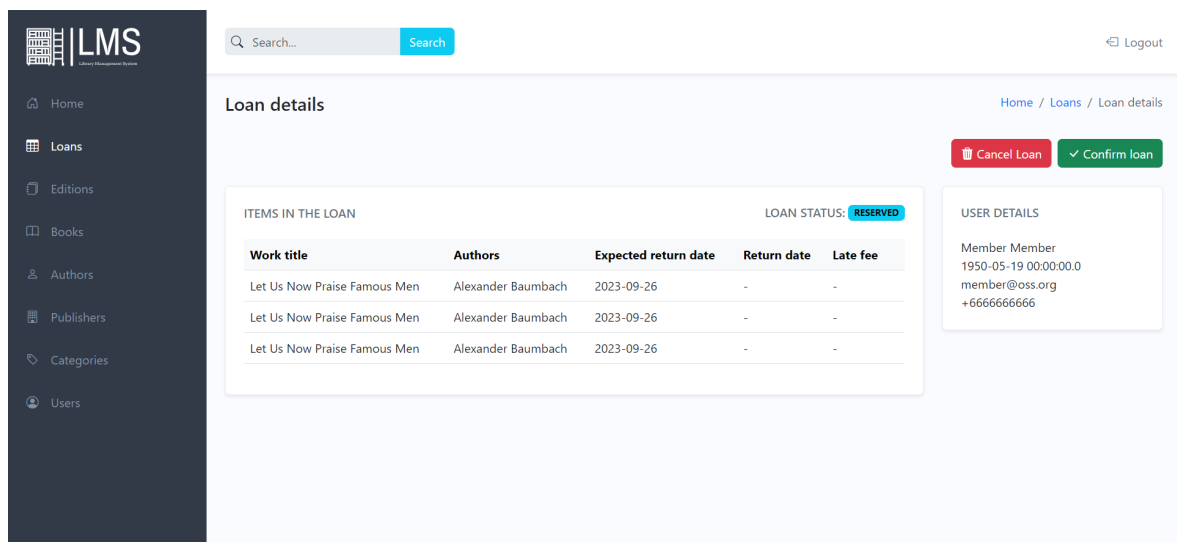 LMS
Library Management System
Search...
Search
Logout
Home
Loans
Editions
Books
Authors
Publishers
Categories
Users
Loan details
Home / Loans / Loan details
Cancel Loan
Confirm loan
ITEMS IN THE LOAN
LOAN STATUS: RESERVED
Work title Authors Expected return date Return date Late fee
Let Us Now Praise Famous Men Alexander Baumbach 2023-09-26 - -
Let Us Now Praise Famous Men Alexander Baumbach 2023-09-26 - -
Let Us Now Praise Famous Men Alexander Baumbach 2023-09-26 - -
USER DETAILS
Member Member
1950-05-19 00:00:00.0
member@oss.org
+6666666666